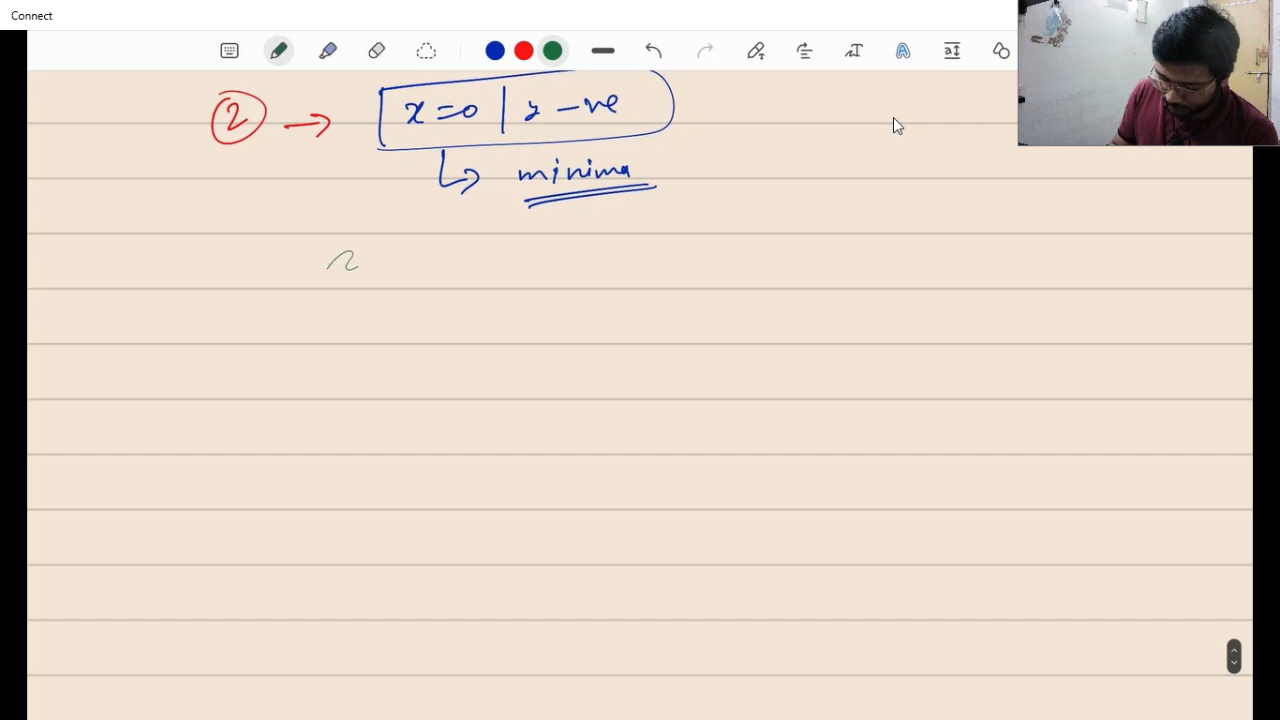 Connect
② → x=0 | y -ve
↳ minima